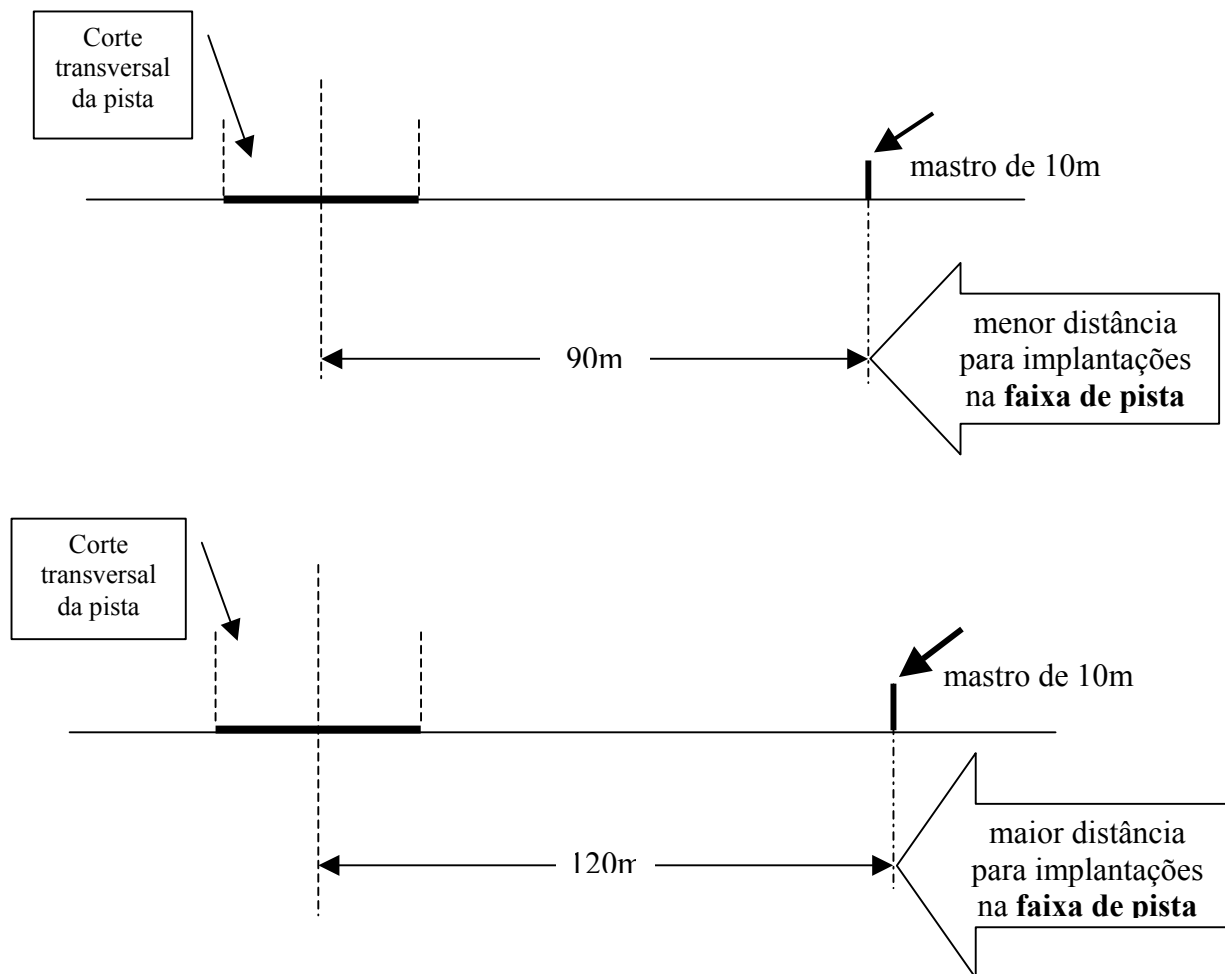 Corte
transversal
da pista
mastro de 10m
90m
menor distância
para implantações
na faixa de pista
Corte
transversal
da pista
mastro de 10m
120m
maior distância
para implantações
na faixa de pista